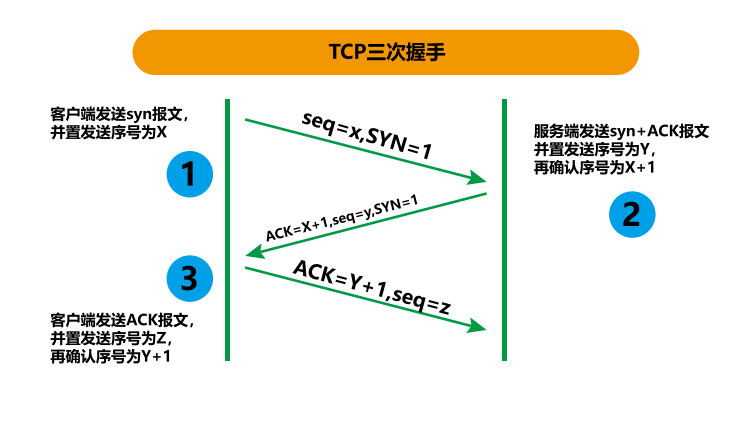 TCP三次握手
客户端发送syn报文，
并置发送序号为X
1
seq=x,SYN=1
服务端发送syn+ACK报文
并置发送序号为Y，
再确认序号为X+1
2
ACK=X+1,seq=y,SYN=1
3
ACK=Y+1,seq=z
客户端发送ACK报文，
并置发送序号为Z，
再确认序号为Y+1